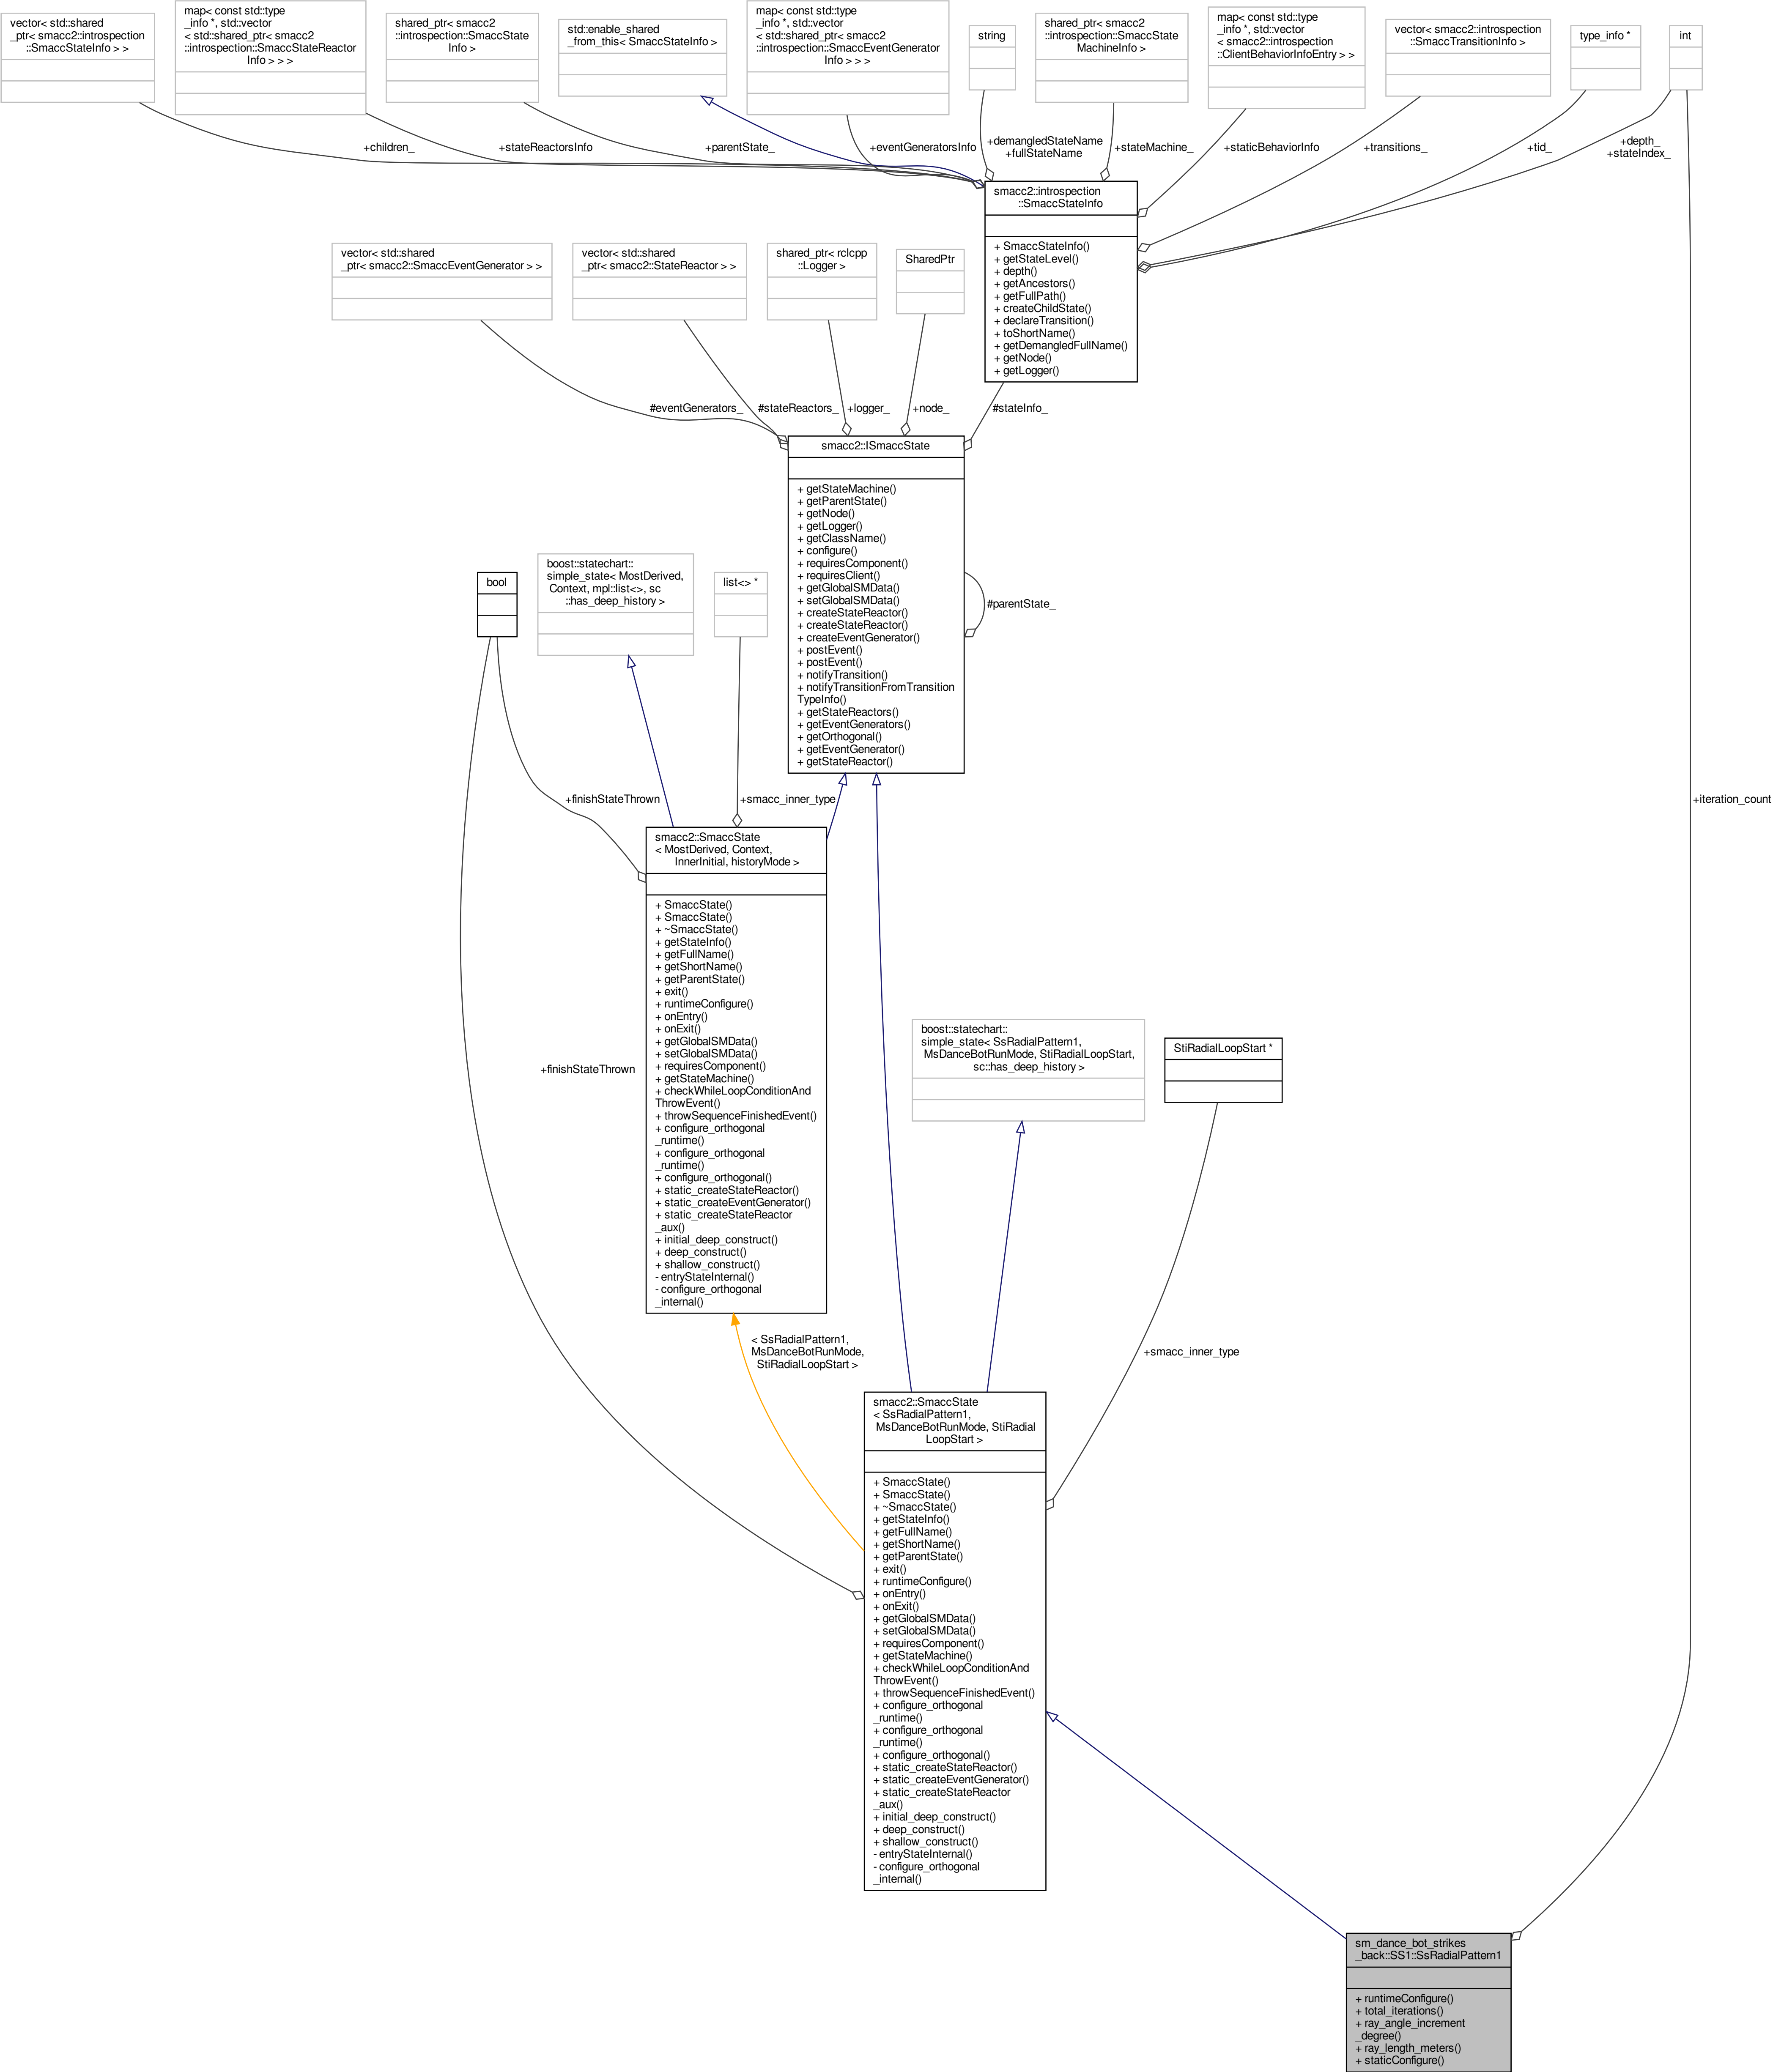 vector< std::shared
_ptr< smacc2::introspection
::SmaccStateInfo > >
map< const std::type
_info *, std::vector
< std::shared_ptr< smacc2
::introspection::SmaccStateReactor
Info > > >
shared_ptr< smacc2
::introspection::SmaccState
Info >
std::enable_shared
_from_this< SmaccStateInfo >
map< const std::type
_info *, std::vector
< std::shared_ptr< smacc2
::introspection::SmaccEventGenerator
Info > > >
string
shared_ptr< smacc2
::introspection::SmaccState
MachineInfo >
map< const std::type
_info *, std::vector
< smacc2::introspection
::ClientBehaviorInfoEntry > >
vector< smacc2::introspection
::SmaccTransitionInfo >
type_info *
int
+children_
+stateReactorsInfo
+parentState_
+eventGeneratorsInfo
+demangledStateName
+fullStateName
+stateMachine_
+staticBehaviorInfo
+transitions_
+tid_
+depth_
+stateIndex_
smacc2::introspection
::SmaccStateInfo
+ SmaccStateInfo()
+ getStateLevel()
+ depth()
+ getAncestors()
+ getFullPath()
+ createChildState()
+ declareTransition()
+ toShortName()
+ getDemangledFullName()
+ getNode()
+ getLogger()
vector< std::shared
_ptr< smacc2::SmaccEventGenerator > >
vector< std::shared
_ptr< smacc2::StateReactor > >
shared_ptr< rclcpp
::Logger >
SharedPtr
#eventGenerators_
#stateReactors_
+logger_
+node_
#stateInfo_
smacc2::ISmaccState
+ getStateMachine()
+ getParentState()
+ getNode()
+ getLogger()
+ getClassName()
+ configure()
+ requiresComponent()
+ requiresClient()
+ getGlobalSMData()
+ setGlobalSMData()
+ createStateReactor()
+ createStateReactor()
+ createEventGenerator()
+ postEvent()
+ postEvent()
+ notifyTransition()
+ notifyTransitionFromTransition
TypeInfo()
+ getStateReactors()
+ getEventGenerators()
+ getOrthogonal()
+ getEventGenerator()
+ getStateReactor()
#parentState_
bool
boost::statechart::
simple_state< MostDerived,
Context, mpl::list<>, sc
::has_deep_history >
list<> *
+finishStateThrown
+smacc_inner_type
+iteration_count
smacc2::SmaccState
< MostDerived, Context,
InnerInitial, historyMode >
+ SmaccState()
+ SmaccState()
+ ~SmaccState()
+ getStateInfo()
+ getFullName()
+ getShortName()
+ getParentState()
+ exit()
+ runtimeConfigure()
+ onEntry()
+ onExit()
+ getGlobalSMData()
+ setGlobalSMData()
+ requiresComponent()
+ getStateMachine()
+ checkWhileLoopConditionAnd
ThrowEvent()
+ throwSequenceFinishedEvent()
+ configure_orthogonal
_runtime()
+ configure_orthogonal
_runtime()
+ configure_orthogonal()
+ static_createStateReactor()
+ static_createEventGenerator()
+ static_createStateReactor
_aux()
+ initial_deep_construct()
+ deep_construct()
+ shallow_construct()
- entryStateInternal()
- configure_orthogonal
_internal()
+finishStateThrown
boost::statechart::
simple_state< SsRadialPattern1,
MsDanceBotRunMode, StiRadialLoopStart,
sc::has_deep_history >
StiRadialLoopStart *
< SsRadialPattern1,
MsDanceBotRunMode,
StiRadialLoopStart >
+smacc_inner_type
smacc2::SmaccState
< SsRadialPattern1,
MsDanceBotRunMode, StiRadial
LoopStart >
+ SmaccState()
+ SmaccState()
+ ~SmaccState()
+ getStateInfo()
+ getFullName()
+ getShortName()
+ getParentState()
+ exit()
+ runtimeConfigure()
+ onEntry()
+ onExit()
+ getGlobalSMData()
+ setGlobalSMData()
+ requiresComponent()
+ getStateMachine()
+ checkWhileLoopConditionAnd
ThrowEvent()
+ throwSequenceFinishedEvent()
+ configure_orthogonal
_runtime()
+ configure_orthogonal
_runtime()
+ configure_orthogonal()
+ static_createStateReactor()
+ static_createEventGenerator()
+ static_createStateReactor
_aux()
+ initial_deep_construct()
+ deep_construct()
+ shallow_construct()
- entryStateInternal()
- configure_orthogonal
_internal()
sm_dance_bot_strikes
_back::SS1::SsRadialPattern1
+ runtimeConfigure()
+ total_iterations()
+ ray_angle_increment
_degree()
+ ray_length_meters()
+ staticConfigure()